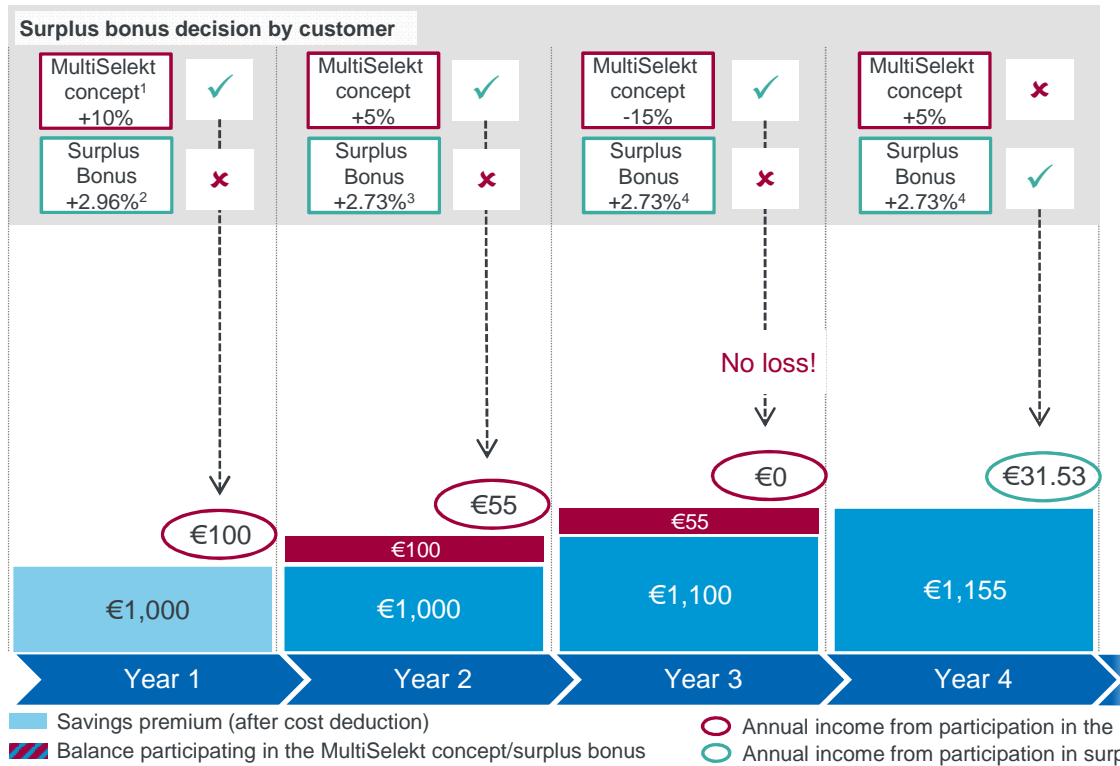 Surplus bonus decision by customer
MultiSelekt
concept¹
+10%
✓
Surplus
Bonus
+2.96%²
✘
MultiSelekt
concept
+5%
✓
Surplus
Bonus
+2.73%³
✘
MultiSelekt
concept
-15%
✓
Surplus
Bonus
+2.73%⁴
✘
MultiSelekt
concept
+5%
✘
Surplus
Bonus
+2.73%⁴
✓
No loss!
€100
€55
€0
€31.53
€100
€55
€1,000
€1,000
€1,100
€1,155
Year 1
Year 2
Year 3
Year 4
Savings premium (after cost deduction)
Balance participating in the MultiSelekt concept/surplus bonus
Annual income from participation in the
Annual income from participation in surp